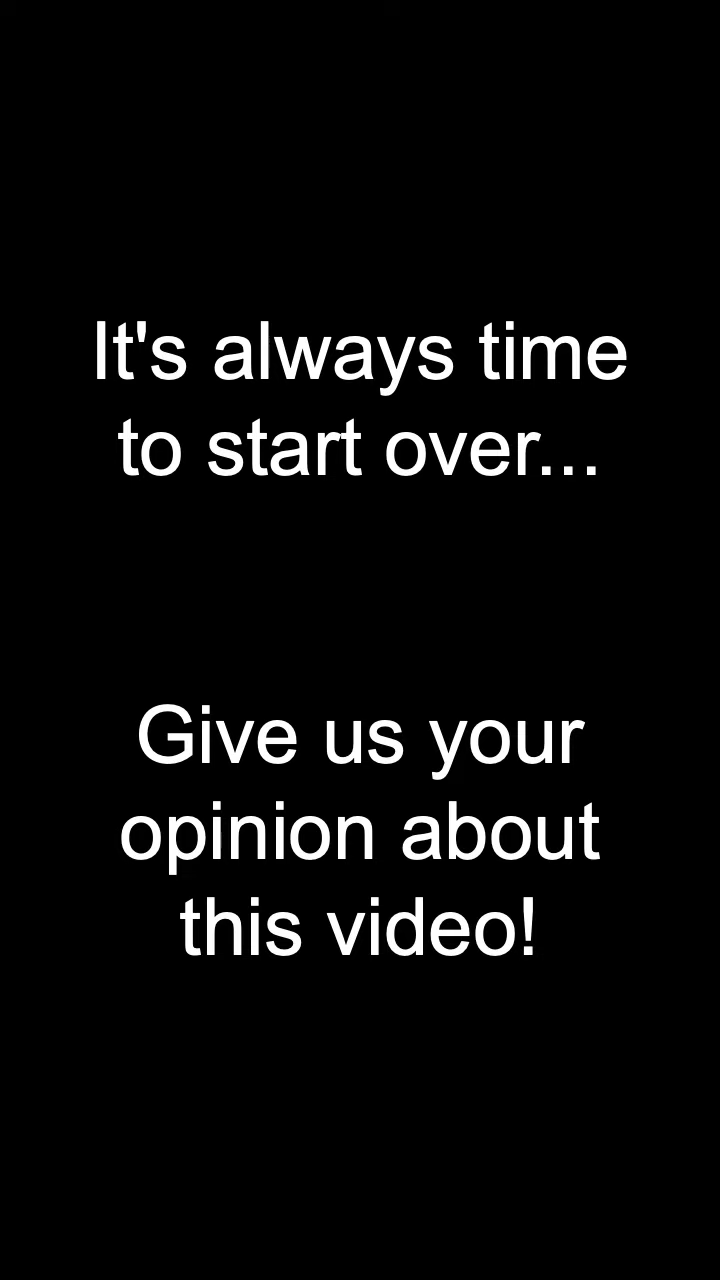 It's always time
to start over...
Give us your
opinion about
this video!